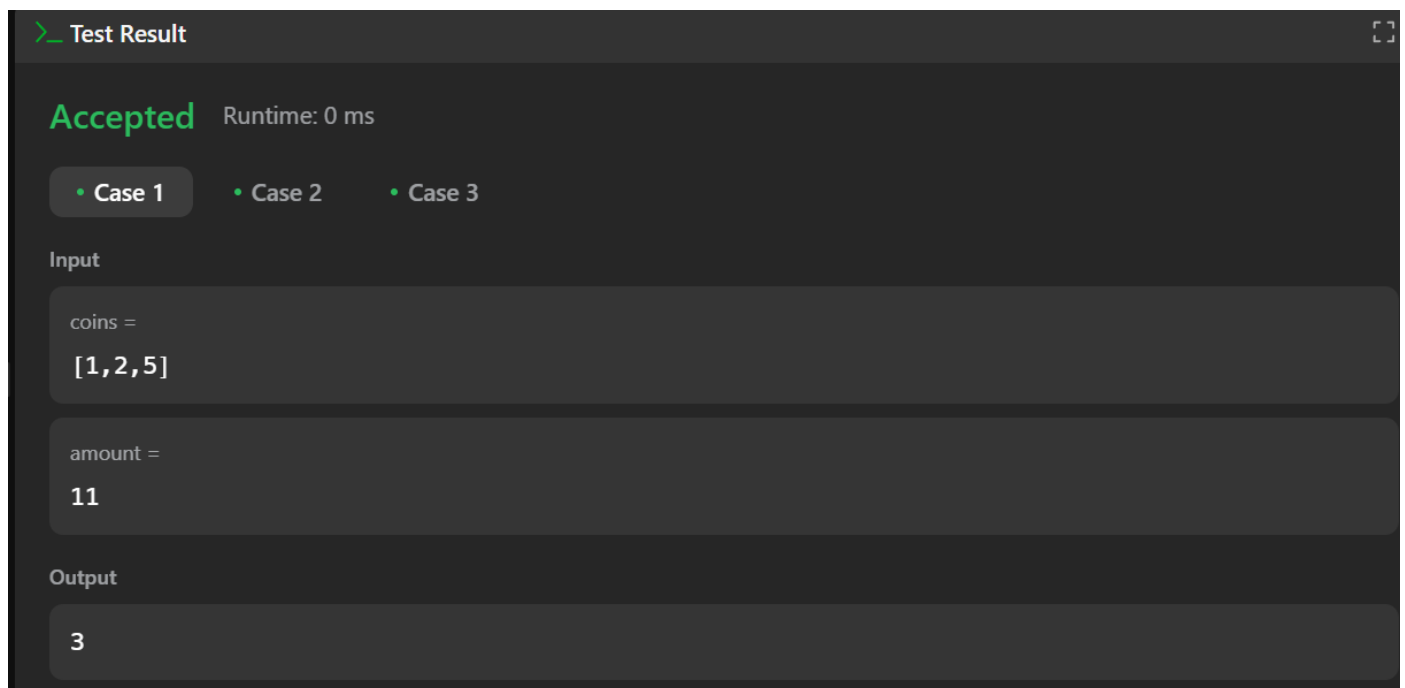 Test Result
Accepted Runtime: 0 ms
• Case 1 • Case 2 • Case 3
Input
coins =
[1,2,5]
amount =
11
Output
3